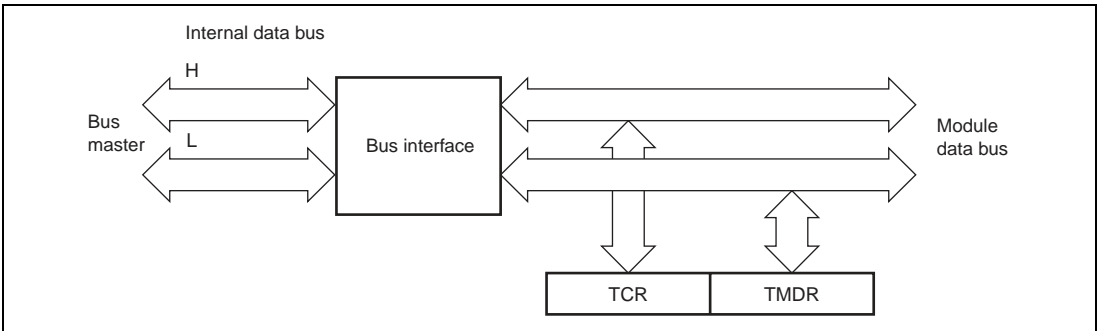 Internal data bus
H
Bus
master
L
Bus interface
Module
data bus
TCR
TMDR